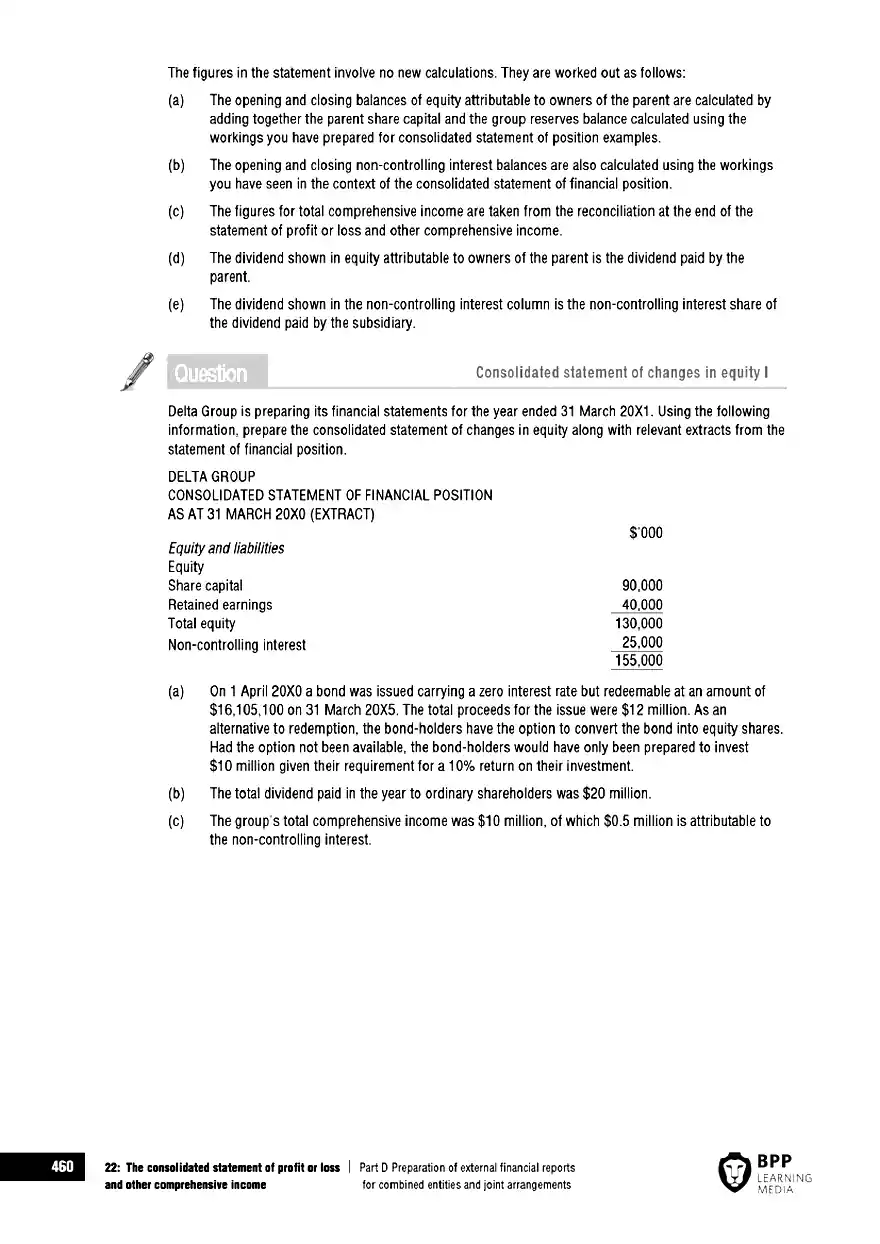 The figures in the statement involve no new calculations. They are worked out as follows:
(a) The opening and closing balances of equity attributable to owners of the parent are calculated by
adding together the parent share capital and the group reserves balance calculated using the
workings you have prepared for consolidated statement of position examples.
(b) The opening and closing non-controlling interest balances are also calculated using the workings
you have seen in the context of the consolidated statement of financial position.
(c) The figures for total comprehensive income are taken from the reconciliation at the end of the
statement of profit or loss and other comprehensive income.
(d) The dividend shown in equity attributable to owners of the parent is the dividend paid by the
parent.
(e) The dividend shown in the non-controlling interest column is the non-controlling interest share of
the dividend paid by the subsidiary.
Question Consolidated statement of changes in equity I
Delta Group is preparing its financial statements for the year ended 31 March 20X1. Using the following
information, prepare the consolidated statement of changes in equity along with relevant extracts from the
statement of financial position.
DELTA GROUP
CONSOLIDATED STATEMENT OF FINANCIAL POSITION
AS AT 31 MARCH 20X0 (EXTRACT)
$'000
Equity and liabilities
Equity
Share capital 90,000
Retained earnings 40,000
Total equity 130,000
Non-controlling interest 25,000
155,000
(a) On 1 April 20X0 a bond was issued carrying a zero interest rate but redeemable at an amount of
$16,105,100 on 31 March 20X5. The total proceeds for the issue were $12 million. As an
alternative to redemption, the bond-holders have the option to convert the bond into equity shares.
Had the option not been available, the bond-holders would have only been prepared to invest
$10 million given their requirement for a 10% return on their investment.
(b) The total dividend paid in the year to ordinary shareholders was $20 million.
(c) The group's total comprehensive income was $10 million, of which $0.5 million is attributable to
the non-controlling interest.
460 22: The consolidated statement of profit or loss | Part D Preparation of external financial reports
and other comprehensive income for combined entities and joint arrangements
BPP
LEARNING
MEDIA